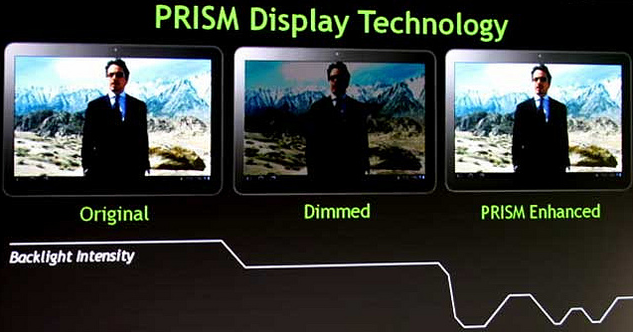 PRISM Display Technology
Original
Dimmed
PRISM Enhanced
Backlight Intensity